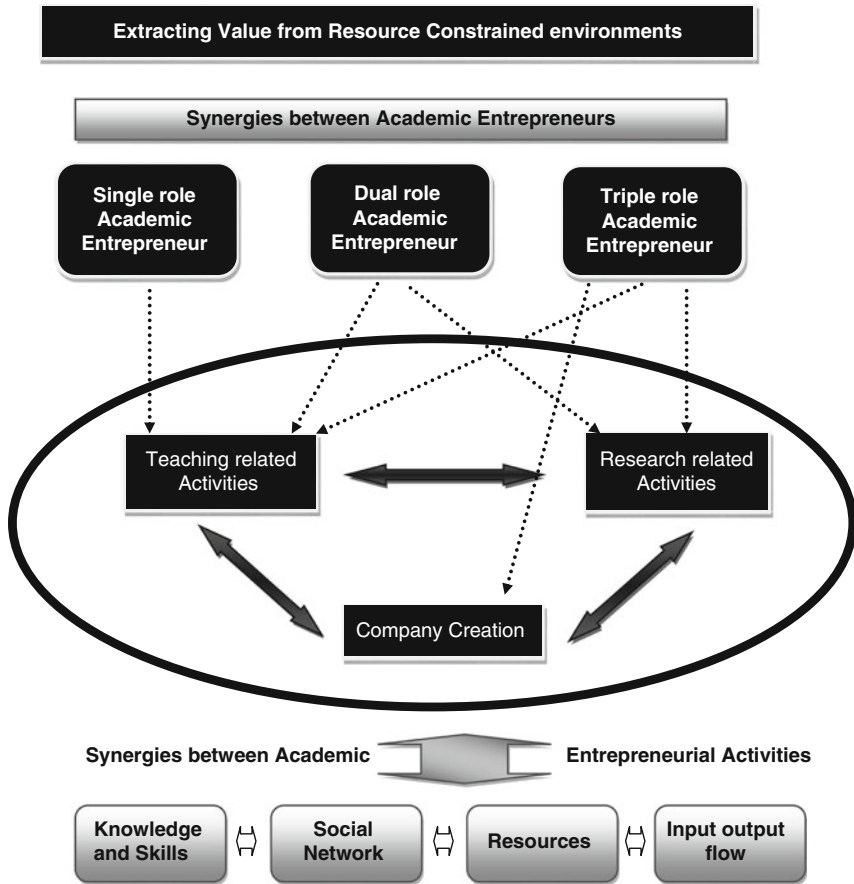 Extracting Value from Resource Constrained environments
Synergies between Academic Entrepreneurs
Single role
Academic
Entrepreneur
Dual role
Academic
Entrepreneur
Triple role
Academic
Entrepreneur
Teaching related
Activities
Research related
Activities
Company Creation
Synergies between Academic Entrepreneurial Activities
Knowledge
and Skills
Social
Network
Resources
Input output
flow